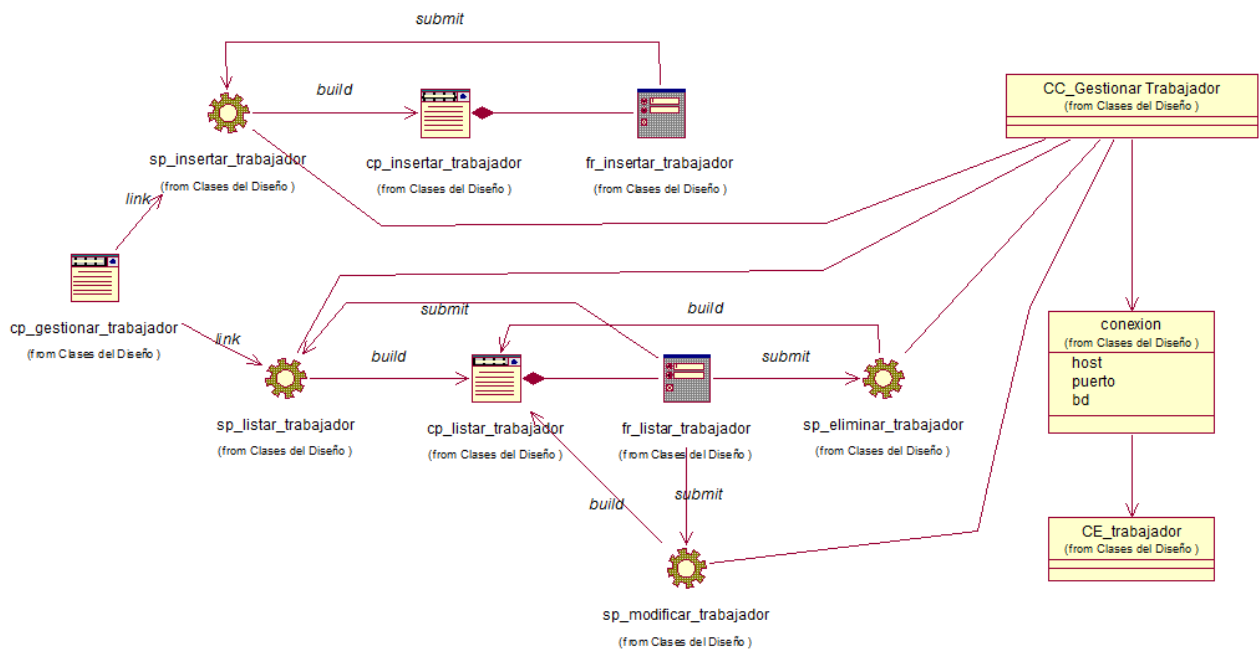 submit
build
CC_Gestionar Trabajador
(from Clases del Diseño )
sp_insertar_trabajador
(from Clases del Diseño )
cp_insertar_trabajador
(from Clases del Diseño )
fr_insertar_trabajador
(from Clases del Diseño )
link
cp_gestionar_trabajador
(from Clases del Diseño )
link
submit
build
conexion
(from Clases del Diseño )
host
puerto
bd
build
submit
sp_listar_trabajador
(from Clases del Diseño )
cp_listar_trabajador
(from Clases del Diseño )
fr_listar_trabajador
(from Clases del Diseño )
sp_eliminar_trabajador
(from Clases del Diseño )
build
submit
CE_trabajador
(from Clases del Diseño )
sp_modificar_trabajador
(from Clases del Diseño )